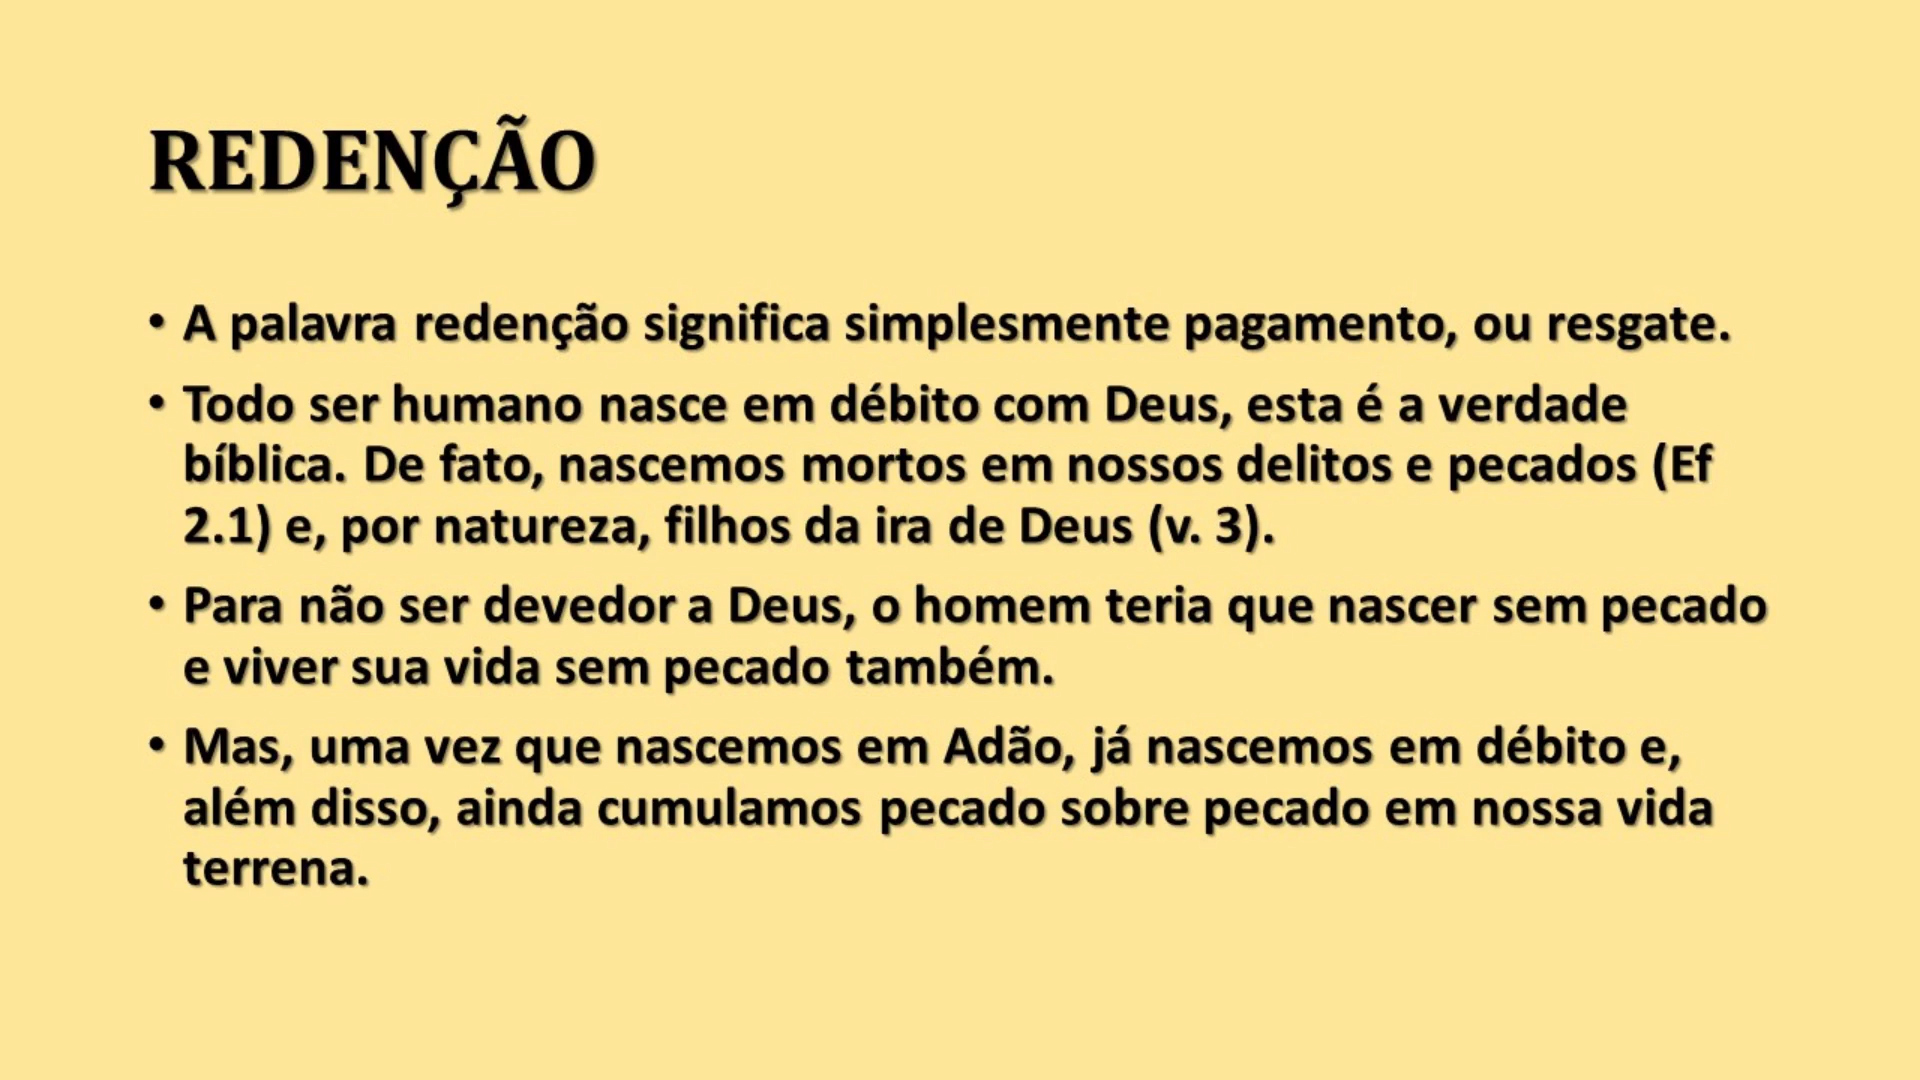 REDENÇÃO
• A palavra redenção significa simplesmente pagamento, ou resgate.
• Todo ser humano nasce em débito com Deus, esta é a verdade
bíblica. De fato, nascemos mortos em nossos delitos e pecados (Ef
2.1) e, por natureza, filhos da ira de Deus (v. 3).
• Para não ser devedor a Deus, o homem teria que nascer sem pecado
e viver sua vida sem pecado também.
• Mas, uma vez que nascemos em Adão, já nascemos em débito e,
além disso, ainda cumulamos pecado sobre pecado em nossa vida
terrena.